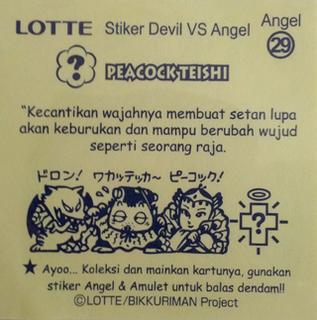 LOTTE Stiker Devil VS Angel Angel
29
? PEACOCK TEISHI
“Kecantikan wajahnya membuat setan lupa
akan keburukan dan mampu berubah wujud
seperti seorang raja.
ドロン! ワカッテッカ~ ピーコック!
?
★ Ayoo... Koleksi dan mainkan kartunya, gunakan
stiker Angel & Amulet untuk balas dendam!!
©LOTTE/BIKKURIMAN Project